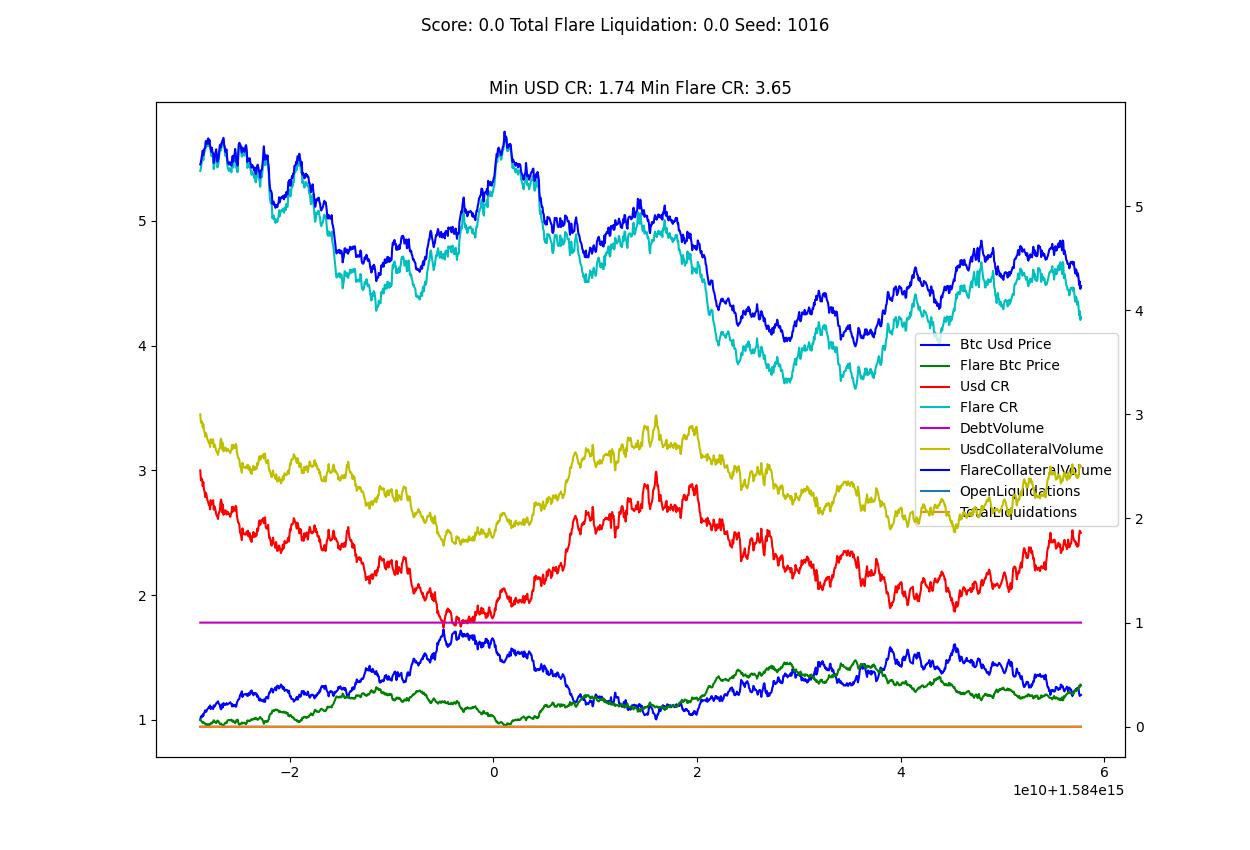 Score: 0.0 Total Flare Liquidation: 0.0 Seed: 1016
Min USD CR: 1.74 Min Flare CR: 3.65
5
4
3
2
1
5
4
3
2
1
0
Btc Usd Price
Flare Btc Price
Usd CR
Flare CR
DebtVolume
UsdCollateralVolume
FlareCollateralVolume
OpenLiquidations
TotalLiquidations
−2 0 2 4 6
1e10+1.584e15